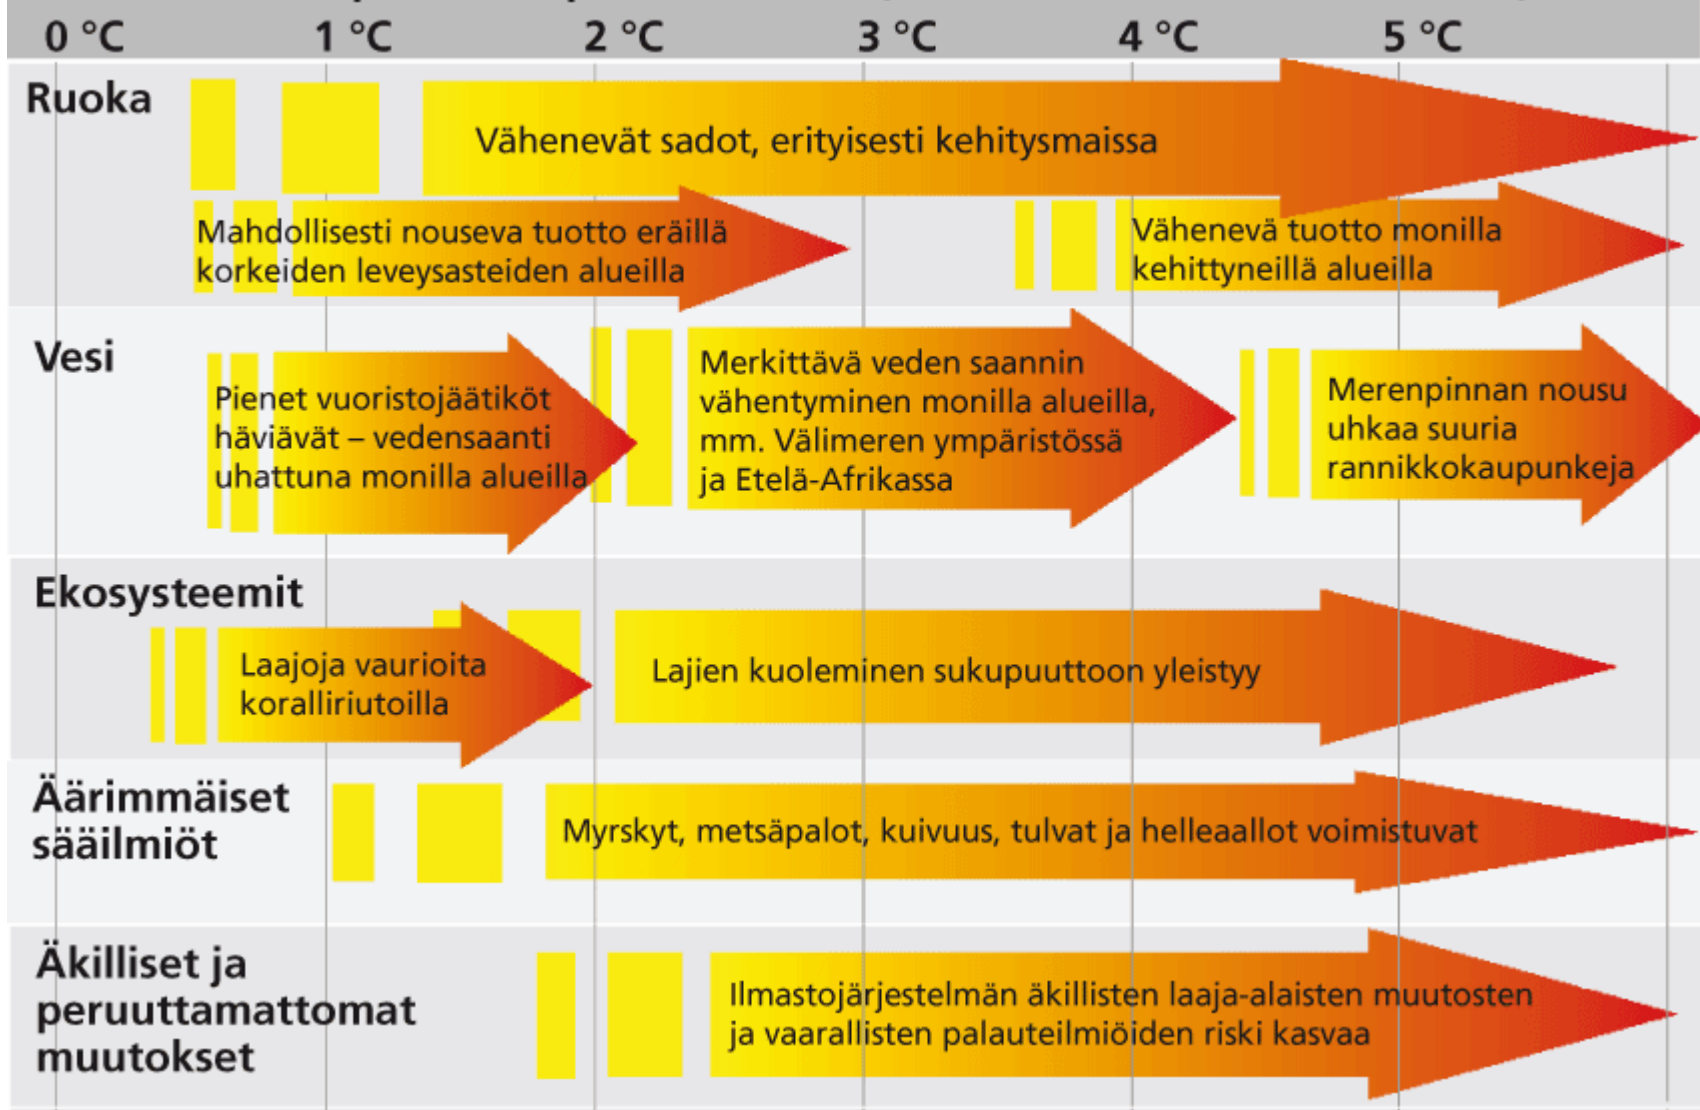 0 °C 1 °C 2 °C 3 °C 4 °C 5 °C
Ruoka
Vähenevät sadot, erityisesti kehitysmaissa
Mahdollisesti nouseva tuotto eräillä
korkeiden leveysasteiden alueilla
Vähenevä tuotto monilla
kehittyneillä alueilla
Vesi
Pienet vuoristojäätiköt
häviävät – vedensaanti
uhattuna monilla alueilla
Merkittävä veden saannin
vähentyminen monilla alueilla,
mm. Välimeren ympäristössä
ja Etelä-Afrikassa
Merenpinnan nousu
uhkaa suuria
rannikkokaupunkeja
Ekosysteemit
Laajoja vaurioita
koralliriutoilla
Lajien kuoleminen sukupuuttoon yleistyy
Äärimmäiset
sääilmiöt
Myrskyt, metsäpalot, kuivuus, tulvat ja helleaallot voimistuvat
Äkilliset ja
peruuttamattomat
muutokset
Ilmastojärjestelmän äkillisten laaja-alaisten muutosten
ja vaarallisten palauteilmiöiden riski kasvaa